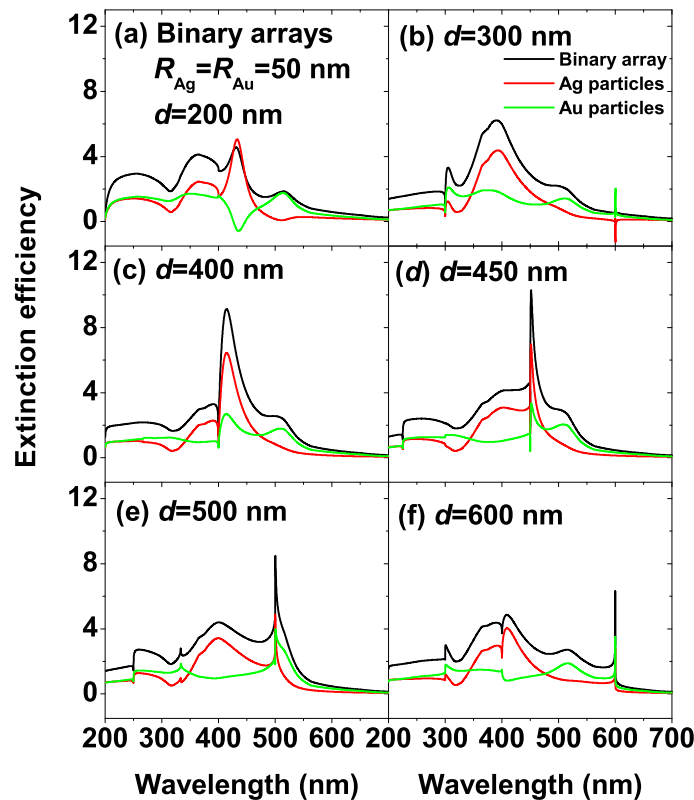 (a) Binary arrays
R_Ag=R_Au=50 nm
d=200 nm
(b) d=300 nm
Binary array
Ag particles
Au particles
12
8
4
0
(c) d=400 nm
(d) d=450 nm
12
8
4
0
(e) d=500 nm
(f) d=600 nm
12
8
4
0
200 300 400 500 600 200 300 400 500 600 700
Wavelength (nm) Wavelength (nm)
Extinction efficiency